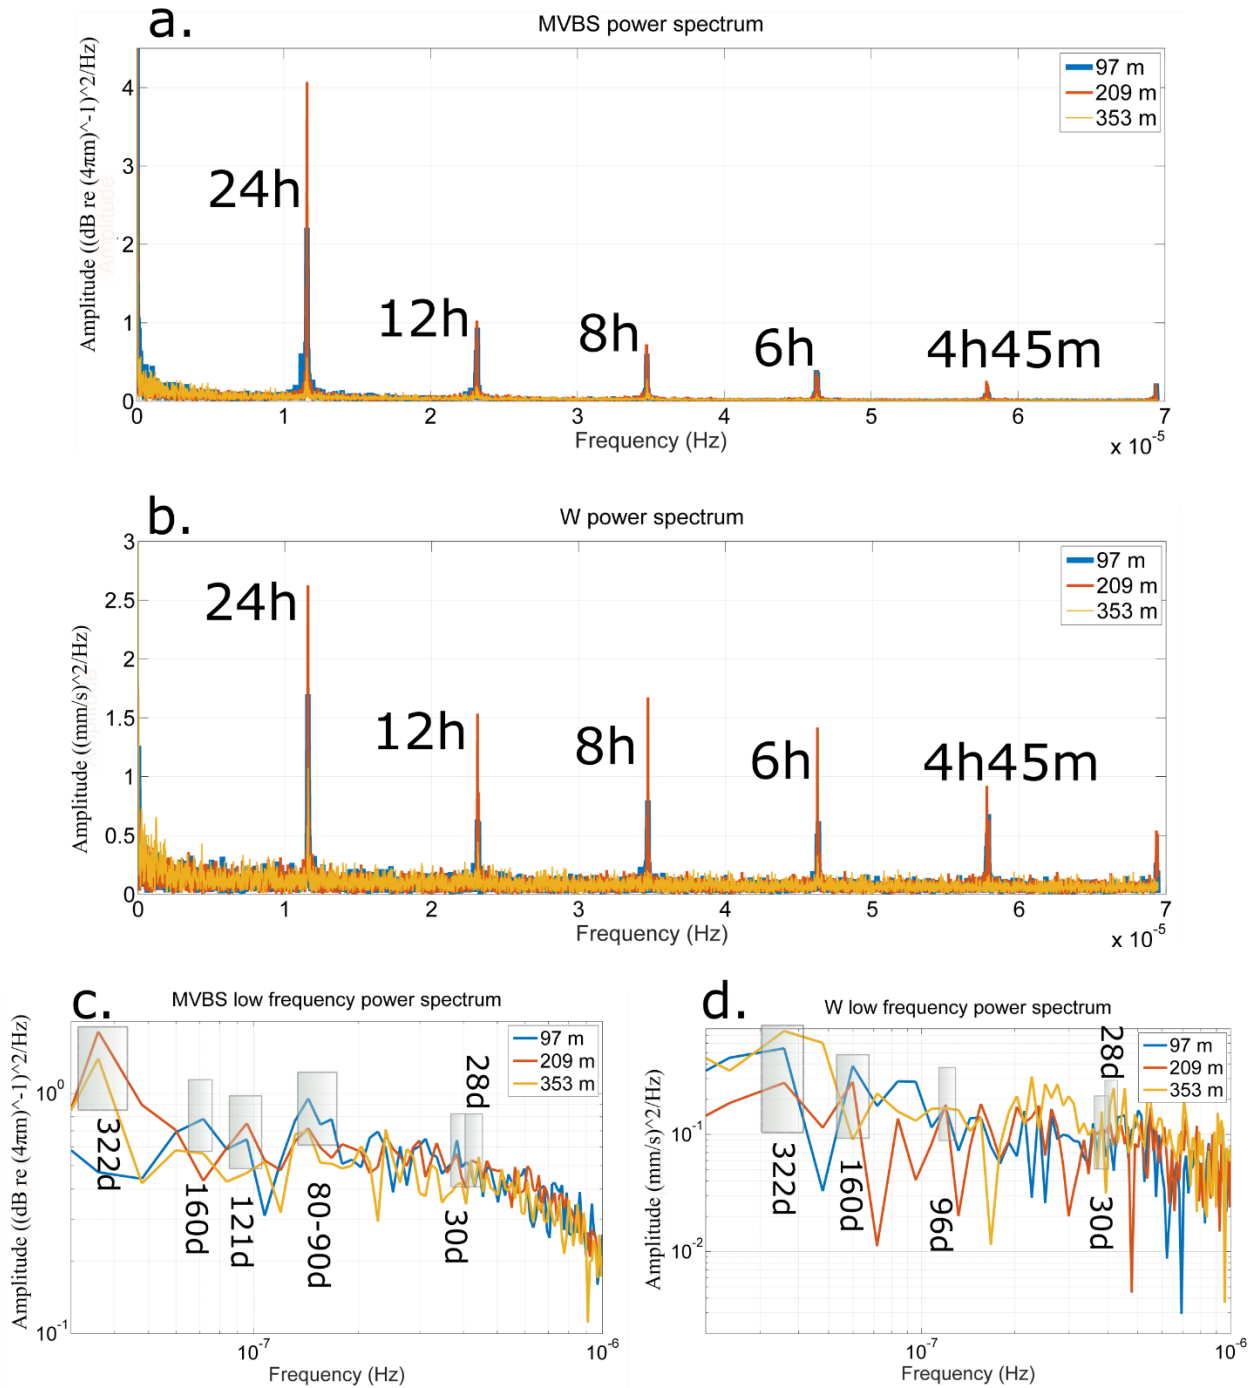 a.
MVBS power spectrum
Amplitude ((dB re (4πm)^-1)^2/Hz)
Amplitude
4
3
2
1
0
97 m
209 m
353 m
24h
12h
8h
6h
4h45m
0 1 2 3 4 5 6 7
Frequency (Hz)
x 10^-5
b.
W power spectrum
Amplitude ((mm/s)^2/Hz)
3
2.5
2
1.5
1
0.5
0
97 m
209 m
353 m
24h
12h
8h
6h
4h45m
0 1 2 3 4 5 6 7
Frequency (Hz)
x 10^-5
c.
MVBS low frequency power spectrum
Amplitude ((dB re (4πm)^-1)^2/Hz)
10^0
10^-1
97 m
209 m
353 m
322d
160d
121d
80-90d
30d
28d
10^-7 10^-6
Frequency (Hz)
d.
W low frequency power spectrum
Amplitude (mm/s)^2/Hz)
10^-1
10^-2
97 m
209 m
353 m
322d
160d
96d
30d
28d
10^-7 10^-6
Frequency (Hz)